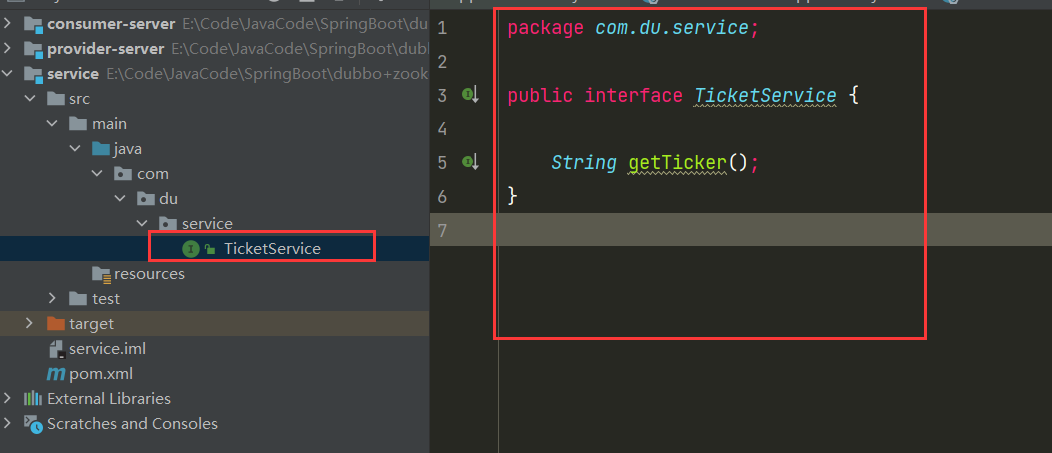 consumer-server E:\Code\JavaCode\SpringBoot\du
provider-server E:\Code\JavaCode\SpringBoot\dubb
service E:\Code\JavaCode\SpringBoot\dubbo+zook
src
main
java
com
du
service
TicketService
resources
test
target
service.iml
pom.xml
External Libraries
Scratches and Consoles
1 package com.du.service;
2
3 public interface TicketService {
4
5 String getTicker();
6 }
7